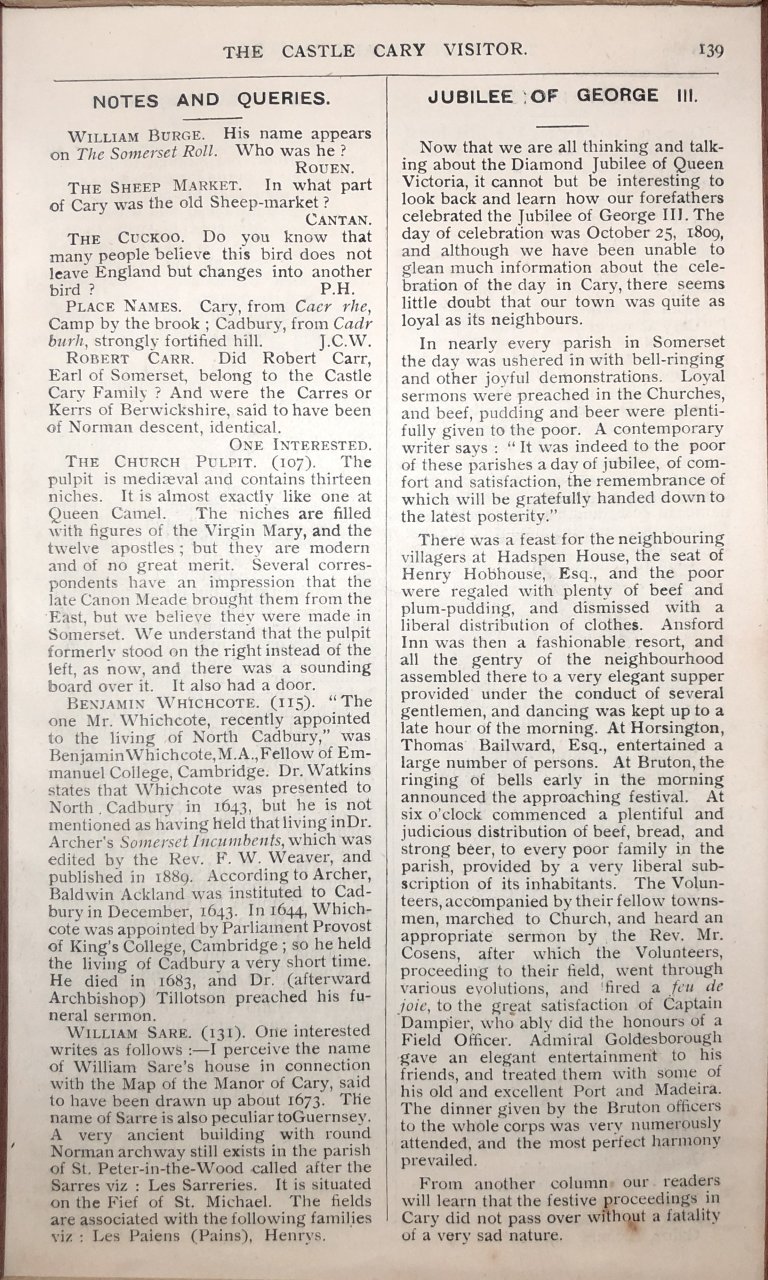 THE CASTLE CARY VISITOR. 139
NOTES AND QUERIES.
WILLIAM BURGE. His name appears
on The Somerset Roll. Who was he ?
ROUEN.
THE SHEEP MARKET. In what part
of Cary was the old Sheep-market ?
CANTAN.
THE CUCKOO. Do you know that
many people believe this bird does not
leave England but changes into another
bird ? P.H.
PLACE NAMES. Cary, from Caer rhe,
Camp by the brook ; Cadbury, from Cadr
burh, strongly fortified hill. J.C.W.
ROBERT CARR. Did Robert Carr,
Earl of Somerset, belong to the Castle
Cary Family ? And were the Carres or
Kerrs of Berwickshire, said to have been
of Norman descent, identical.
ONE INTERESTED.
THE CHURCH PULPIT. (107). The
pulpit is mediæval and contains thirteen
niches. It is almost exactly like one at
Queen Camel. The niches are filled
with figures of the Virgin Mary, and the
twelve apostles ; but they are modern
and of no great merit. Several corres-
pondents have an impression that the
late Canon Meade brought them from the
East, but we believe they were made in
Somerset. We understand that the pulpit
formerly stood on the right instead of the
left, as now, and there was a sounding
board over it. It also had a door.
BENJAMIN WHICHCOTE. (115). "The
one Mr. Whichcote, recently appointed
to the living of North Cadbury," was
Benjamin Whichcote, M.A., Fellow of Em-
manuel College, Cambridge. Dr. Watkins
states that Whichcote was presented to
North Cadbury in 1643, but he is not
mentioned as having held that living in Dr.
Archer's Somerset Incumbents, which was
edited by the Rev. F. W. Weaver, and
published in 1889. According to Archer,
Baldwin Ackland was instituted to Cad-
bury in December, 1643. In 1644, Which-
cote was appointed by Parliament Provost
of King's College, Cambridge ; so he held
the living of Cadbury a very short time.
He died in 1683, and Dr. (afterward
Archbishop) Tillotson preached his fu-
neral sermon.
WILLIAM SARE. (131). One interested
writes as follows :—I perceive the name
of William Sare's house in connection
with the Map of the Manor of Cary, said
to have been drawn up about 1673. The
name of Sarre is also peculiar to Guernsey.
A very ancient building with round
Norman archway still exists in the parish
of St. Peter-in-the-Wood called after the
Sarres viz : Les Sarreries. It is situated
on the Fief of St. Michael. The fields
are associated with the following families
viz : Les Paiens (Pains), Henrys.
JUBILEE OF GEORGE III.
Now that we are all thinking and talk-
ing about the Diamond Jubilee of Queen
Victoria, it cannot but be interesting to
look back and learn how our forefathers
celebrated the Jubilee of George III. The
day of celebration was October 25, 1809,
and although we have been unable to
glean much information about the cele-
bration of the day in Cary, there seems
little doubt that our town was quite as
loyal as its neighbours.
In nearly every parish in Somerset
the day was ushered in with bell-ringing
and other joyful demonstrations. Loyal
sermons were preached in the Churches,
and beef, pudding and beer were plenti-
fully given to the poor. A contemporary
writer says : " It was indeed to the poor
of these parishes a day of jubilee, of com-
fort and satisfaction, the remembrance of
which will be gratefully handed down to
the latest posterity."
There was a feast for the neighbouring
villagers at Hadspen House, the seat of
Henry Hobhouse, Esq., and the poor
were regaled with plenty of beef and
plum-pudding, and dismissed with a
liberal distribution of clothes. Ansford
Inn was then a fashionable resort, and
all the gentry of the neighbourhood
assembled there to a very elegant supper
provided under the conduct of several
gentlemen, and dancing was kept up to a
late hour of the morning. At Horsington,
Thomas Bailward, Esq., entertained a
large number of persons. At Bruton, the
ringing of bells early in the morning
announced the approaching festival. At
six o'clock commenced a plentiful and
judicious distribution of beef, bread, and
strong beer, to every poor family in the
parish, provided by a very liberal sub-
scription of its inhabitants. The Volun-
teers, accompanied by their fellow towns-
men, marched to Church, and heard an
appropriate sermon by the Rev. Mr.
Cosens, after which the Volunteers,
proceeding to their field, went through
various evolutions, and fired a feu de
joie, to the great satisfaction of Captain
Dampier, who ably did the honours of a
Field Officer. Admiral Goldesborough
gave an elegant entertainment to his
friends, and treated them with some of
his old and excellent Port and Madeira.
The dinner given by the Bruton officers
to the whole corps was very numerously
attended, and the most perfect harmony
prevailed.
From another column our readers
will learn that the festive proceedings in
Cary did not pass over without a fatality
of a very sad nature.